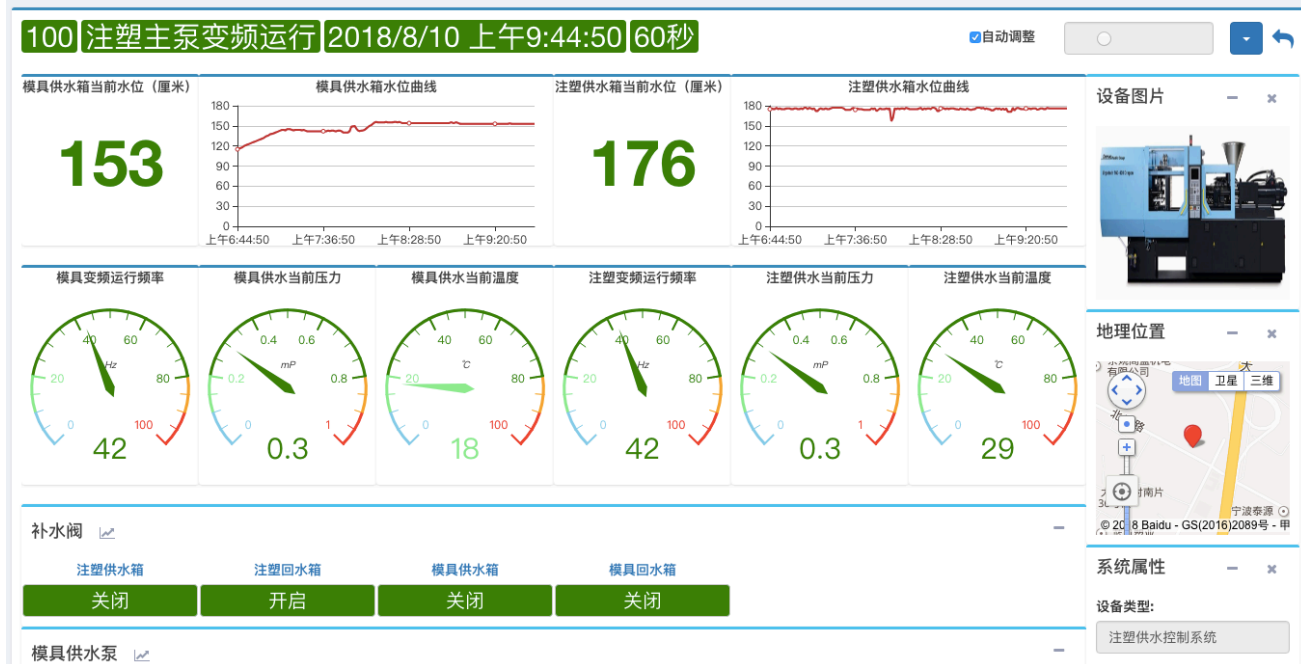 100 注塑主泵变频运行 2018/8/10 上午9:44:50 60秒
自动调整
模具供水箱当前水位（厘米）
153
模具供水箱水位曲线
180
150
120
90
60
30
0
上午6:44:50 上午7:36:50 上午8:28:50 上午9:20:50
注塑供水箱当前水位（厘米）
176
注塑供水箱水位曲线
180
150
120
90
60
30
0
上午6:44:50 上午7:36:50 上午8:28:50 上午9:20:50
模具变频运行频率
0 20 40 60 80 100
Hz
42
模具供水当前压力
0 0.2 0.4 0.6 0.8 1
mP
0.3
模具供水当前温度
0 20 40 60 80 100
℃
18
注塑变频运行频率
0 20 40 60 80 100
Hz
42
注塑供水当前压力
0 0.2 0.4 0.6 0.8 1
mP
0.3
注塑供水当前温度
0 20 40 60 80 100
℃
29
补水阀
注塑供水箱 注塑回水箱 模具供水箱 模具回水箱
关闭 开启 关闭 关闭
模具供水泵
设备图片
地理位置
有限公司
地图 卫星 三维
北
路
村南片
宁波泰源
© 2018 Baidu - GS(2016)2089号 - 甲
系统属性
设备类型:
注塑供水控制系统